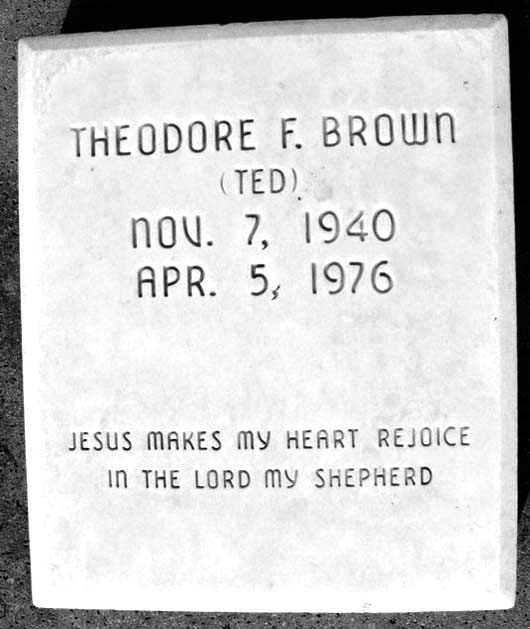 THEODORE F. BROWN
(TED)
NOV. 7, 1940
APR. 5, 1976
JESUS MAKES MY HEART REJOICE
IN THE LORD MY SHEPHERD